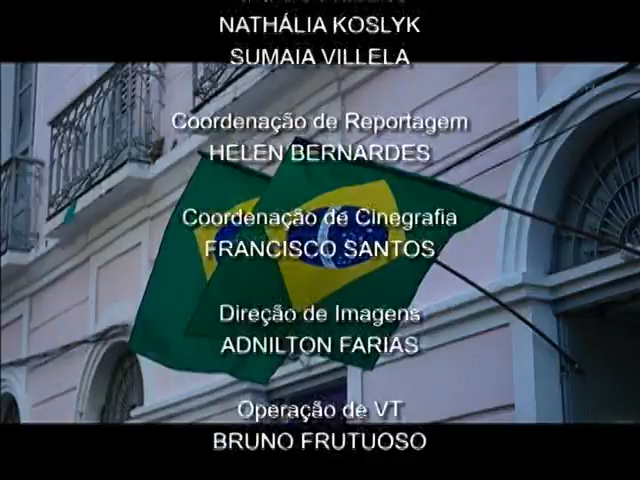 NATHÁLIA KOSLYK
SUMAIA VILLELA
Coordenação de Reportagem
HELEN BERNARDES
Coordenação de Cinegrafia
FRANCISCO SANTOS
Direção de Imagens
ADNILTON FARIAS
Operação de VT
BRUNO FRUTUOSO